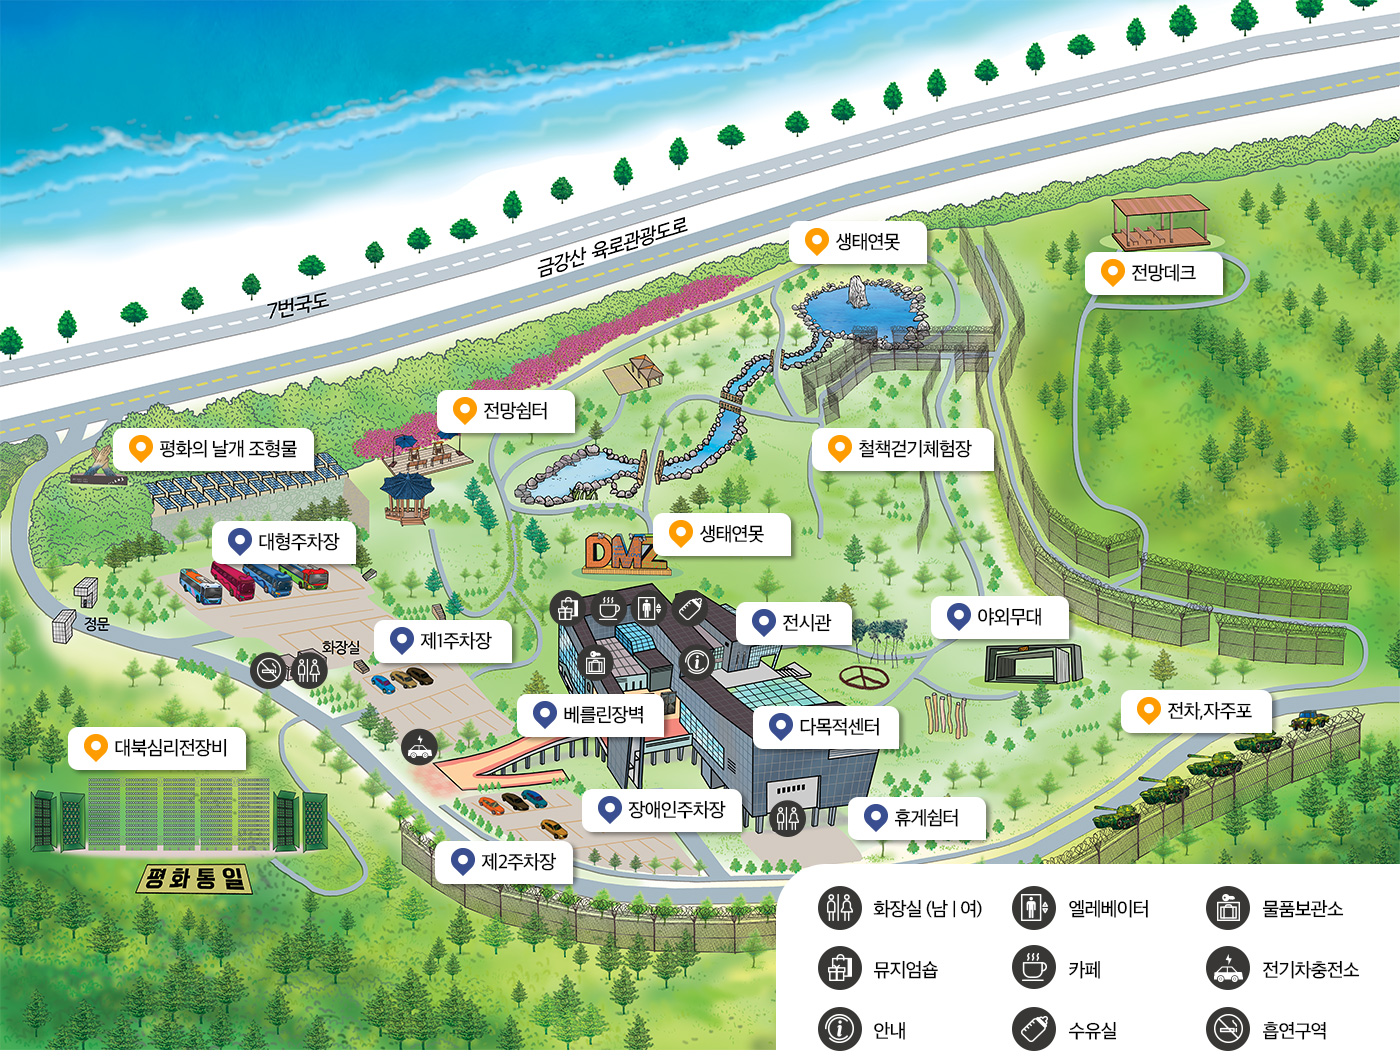 생태연못
금강산 육로관광도로
전망데크
7번국도
전망쉼터
평화의 날개 조형물
철책걷기체험장
대형주차장
생태연못
DMZ
정문
전시관
야외무대
제1주차장
화장실
베를린장벽
전차,자주포
다목적센터
대북심리전장비
장애인주차장
휴게쉼터
제2주차장
평화통일
화장실 (남 | 여)
엘레베이터
물품보관소
뮤지엄숍
카페
전기차충전소
안내
수유실
흡연구역